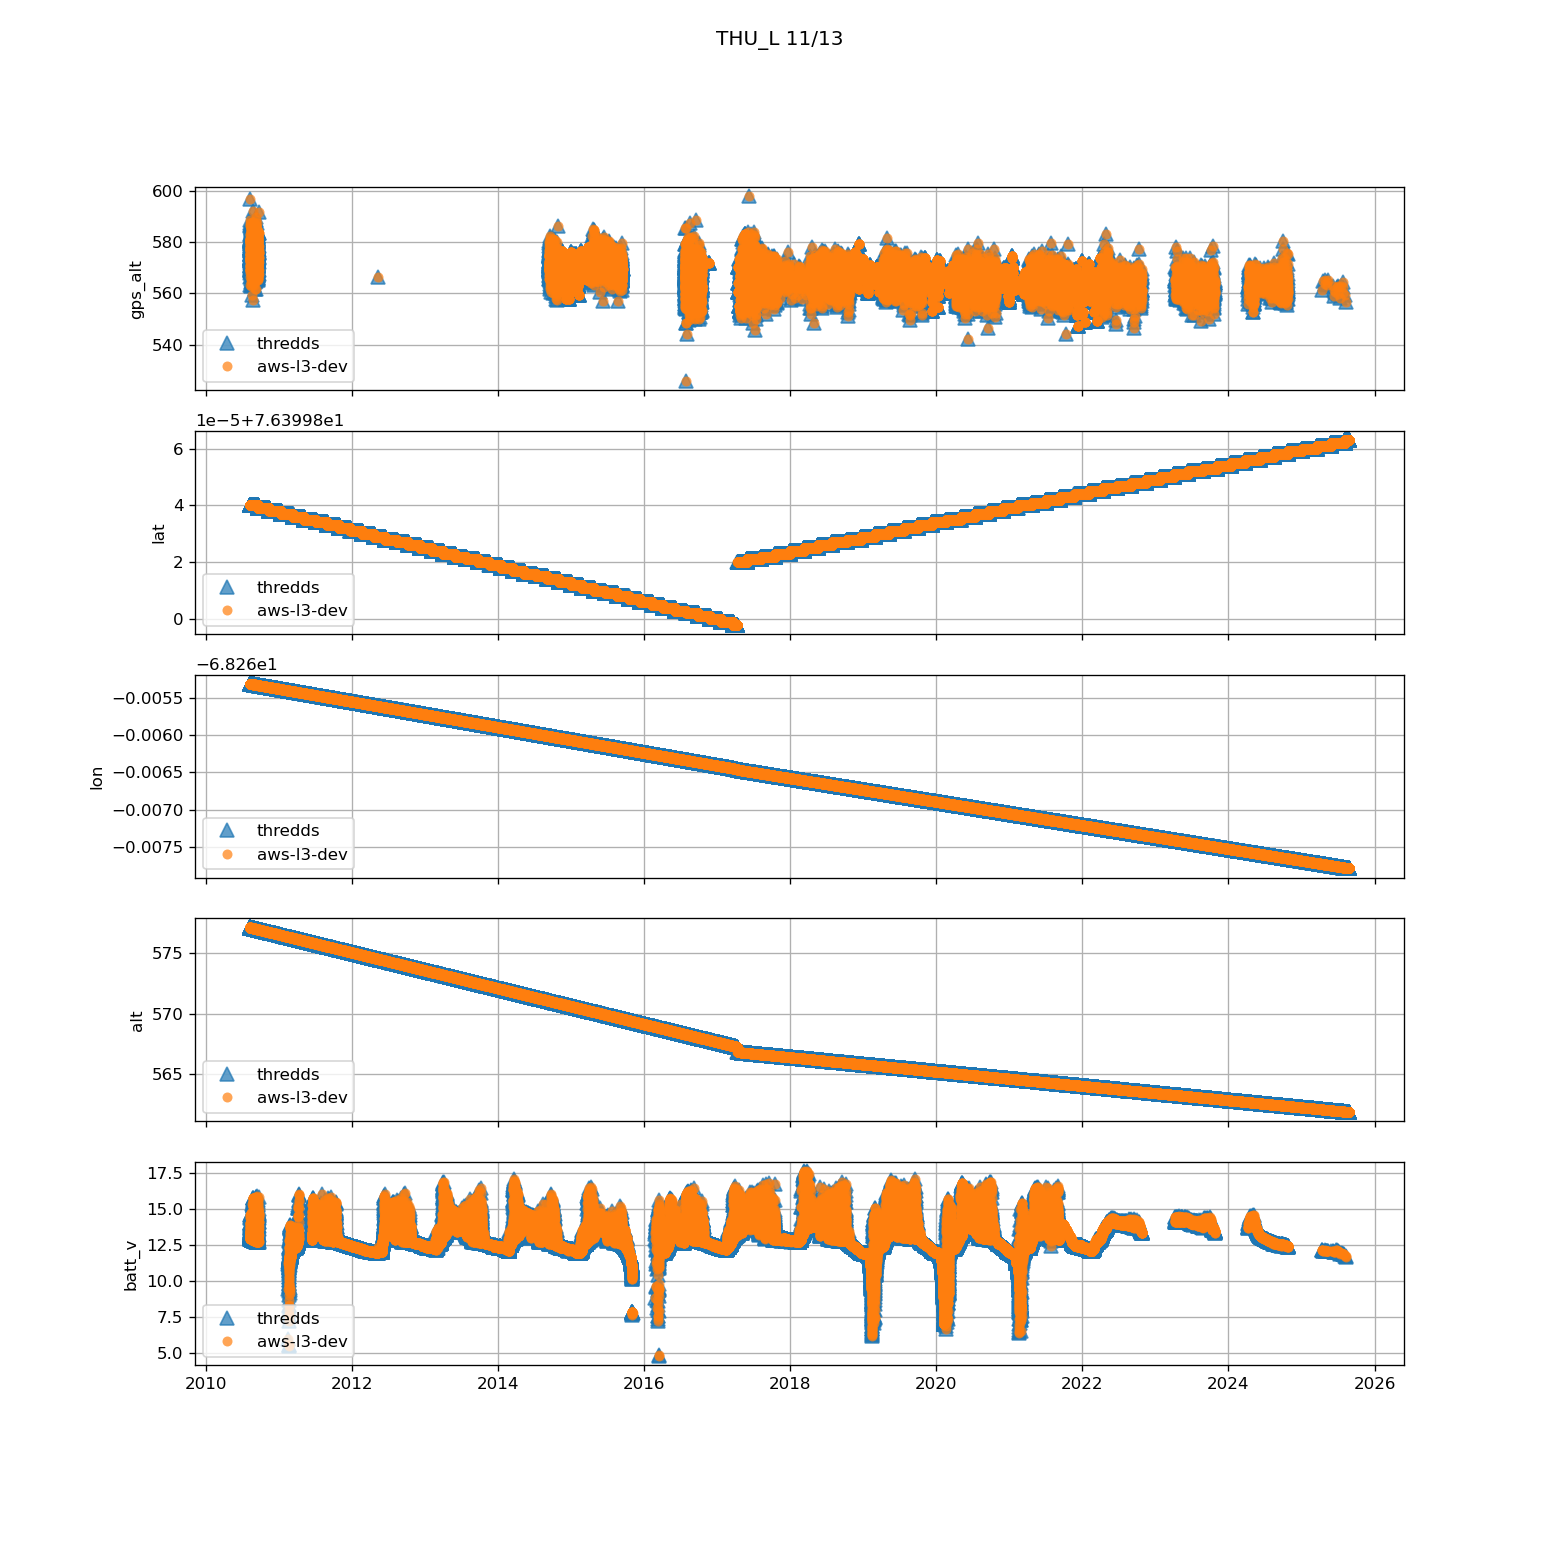 THU_L 11/13
600
580
560
540
gps_alt
thredds
aws-l3-dev
1e−5+7.63998e1
6
4
2
0
lat
thredds
aws-l3-dev
−6.826e1
−0.0055
−0.0060
−0.0065
−0.0070
−0.0075
lon
thredds
aws-l3-dev
575
570
565
alt
thredds
aws-l3-dev
17.5
15.0
12.5
10.0
7.5
5.0
batt_v
thredds
aws-l3-dev
2010 2012 2014 2016 2018 2020 2022 2024 2026